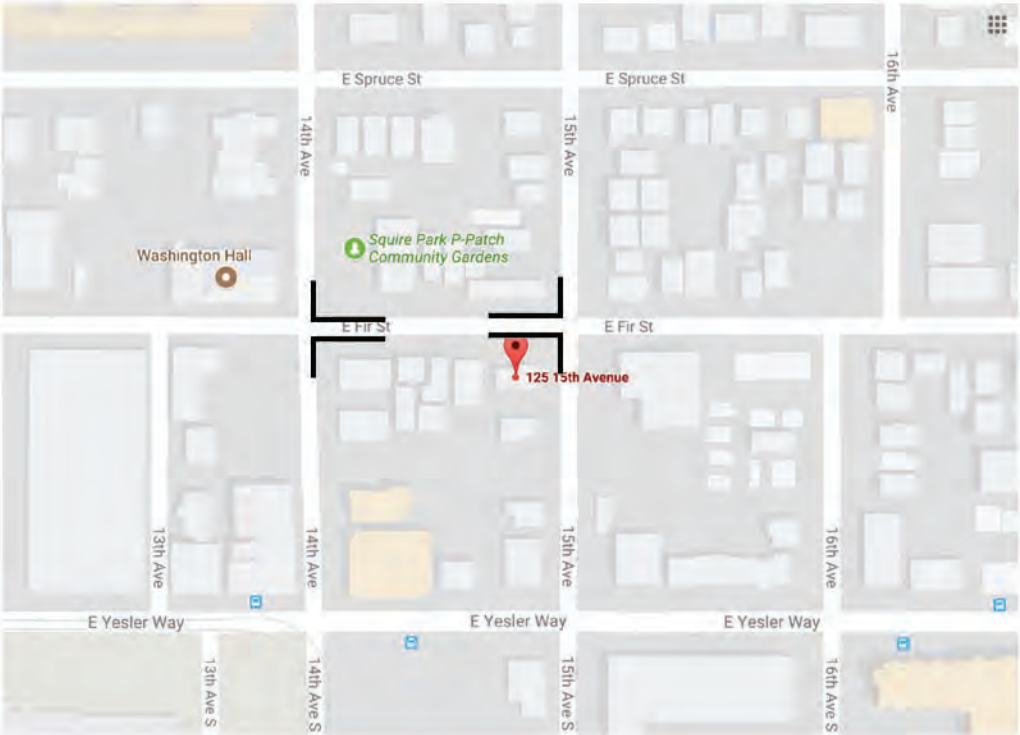 E Spruce St
E Spruce St
16th Ave
14th Ave
15th Ave
Squire Park P-Patch
Community Gardens
Washington Hall
E Fir St
E Fir St
125 15th Avenue
13th Ave
14th Ave
15th Ave
16th Ave
E Yesler Way
E Yesler Way
E Yesler Way
13th Ave S
14th Ave S
15th Ave S
16th Ave S